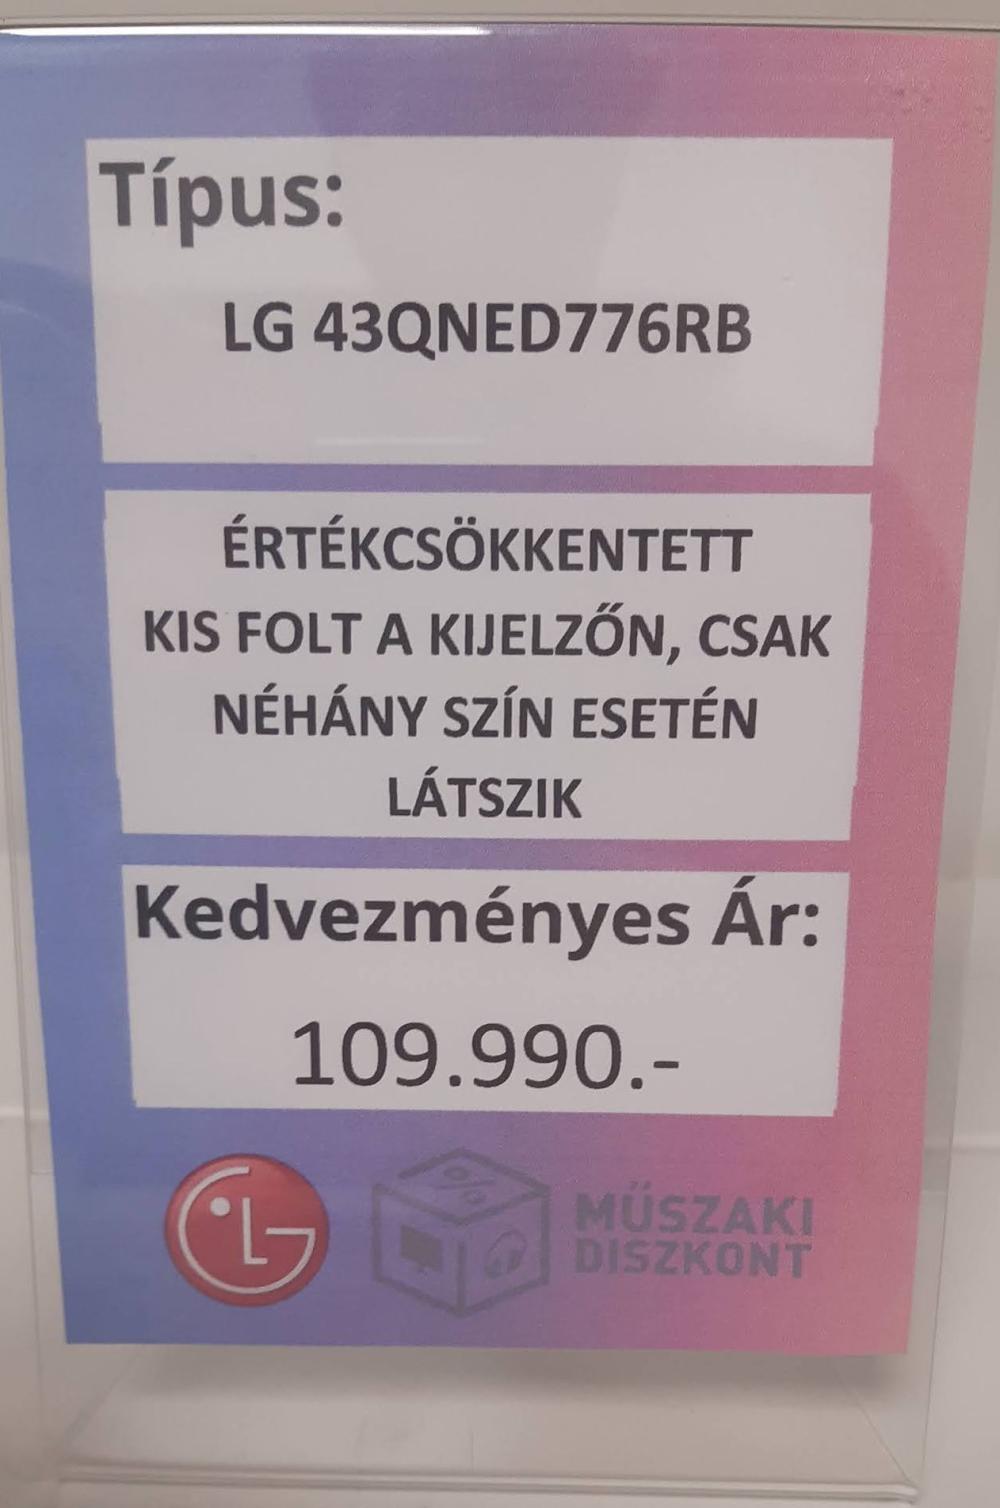 Típus:
LG 43QNED776RB
ÉRTÉKCSÖKKENTETT
KIS FOLT A KIJELZŐN, CSAK
NÉHÁNY SZÍN ESETÉN
LÁTSZIK
Kedvezményes Ár:
109.990.-
LG
%
MŰSZAKI
DISZKONT